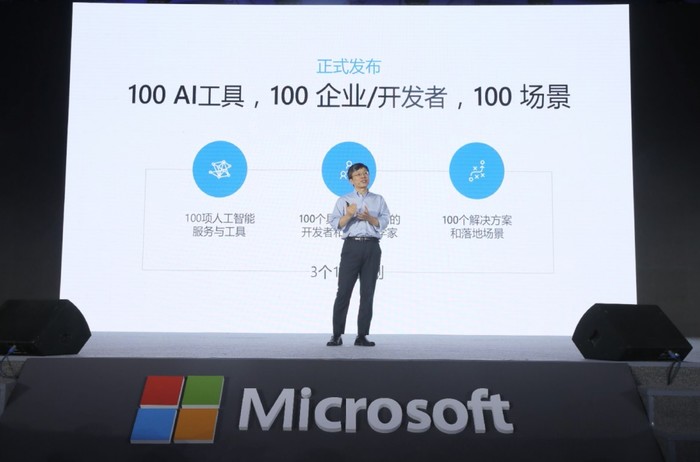 正式发布
100 AI工具，100 企业/开发者，100 场景
100项人工智能
服务与工具
100个 的
开发者和 家
100个解决方案
和落地场景
3个1
Microsoft